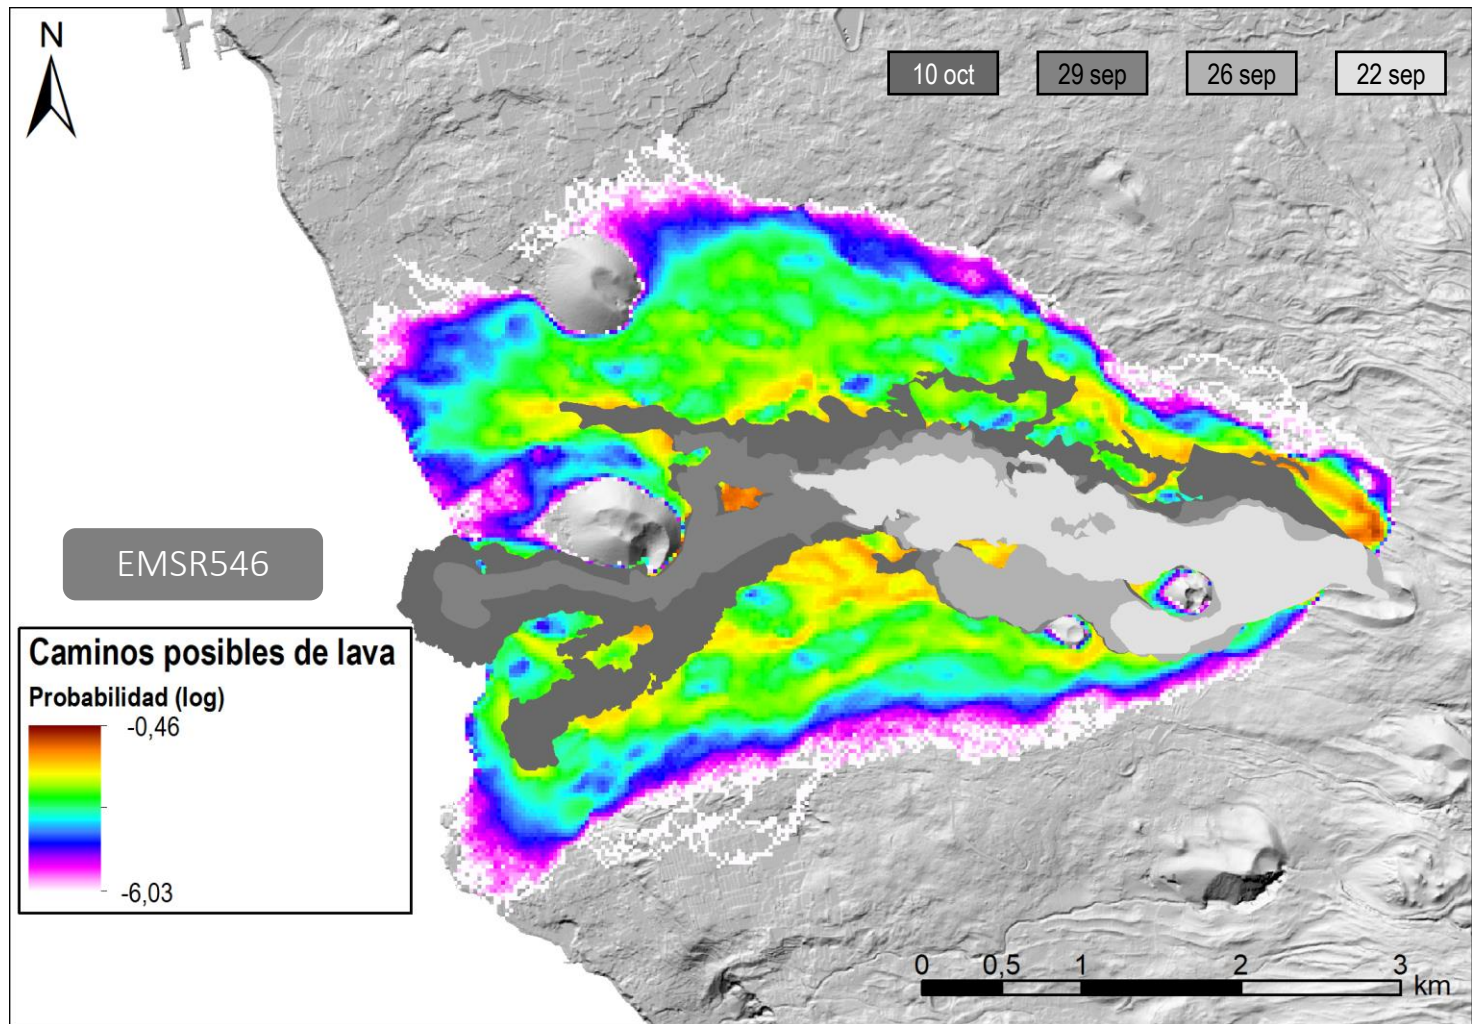 N
10 oct
29 sep
26 sep
22 sep
EMSR546
Caminos posibles de lava
Probabilidad (log)
-0,46
-6,03
0 0,5 1 2 3
km